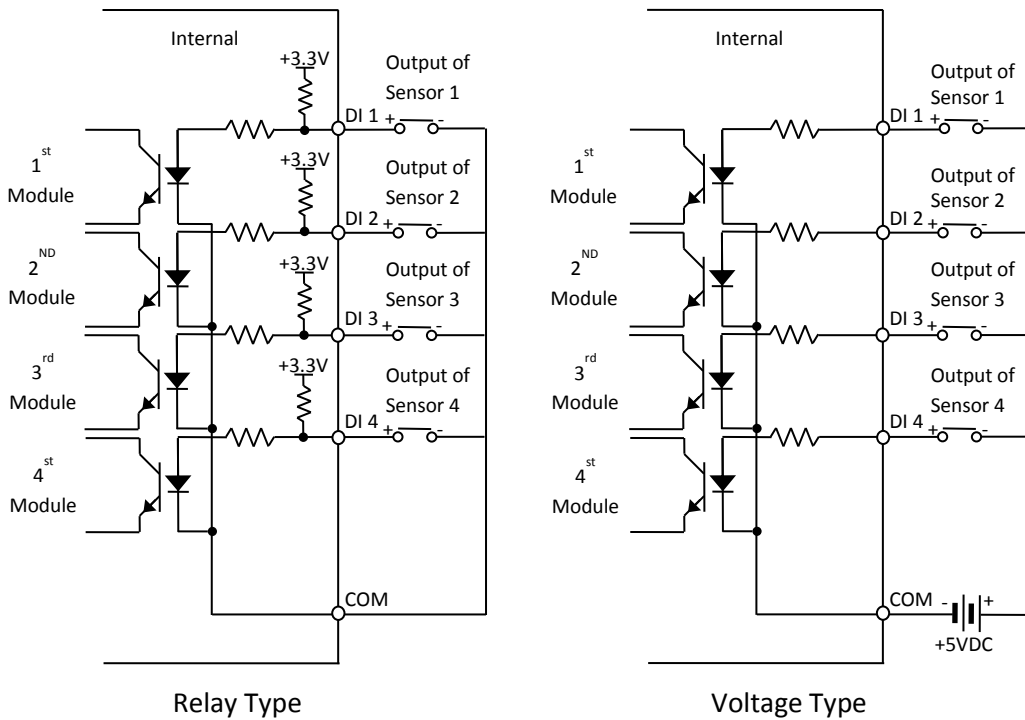 Internal
+3.3V
Output of
Sensor 1
DI 1 + -
1st
Module
+3.3V
Output of
Sensor 2
DI 2 + -
2ND
Module
+3.3V
Output of
Sensor 3
DI 3 + -
3rd
Module
+3.3V
Output of
Sensor 4
DI 4 + -
4st
Module
COM
Relay Type
Internal
Output of
Sensor 1
DI 1 + -
1st
Module
Output of
Sensor 2
DI 2 + -
2ND
Module
Output of
Sensor 3
DI 3 + -
3rd
Module
Output of
Sensor 4
DI 4 + -
4st
Module
COM - +
+5VDC
Voltage Type